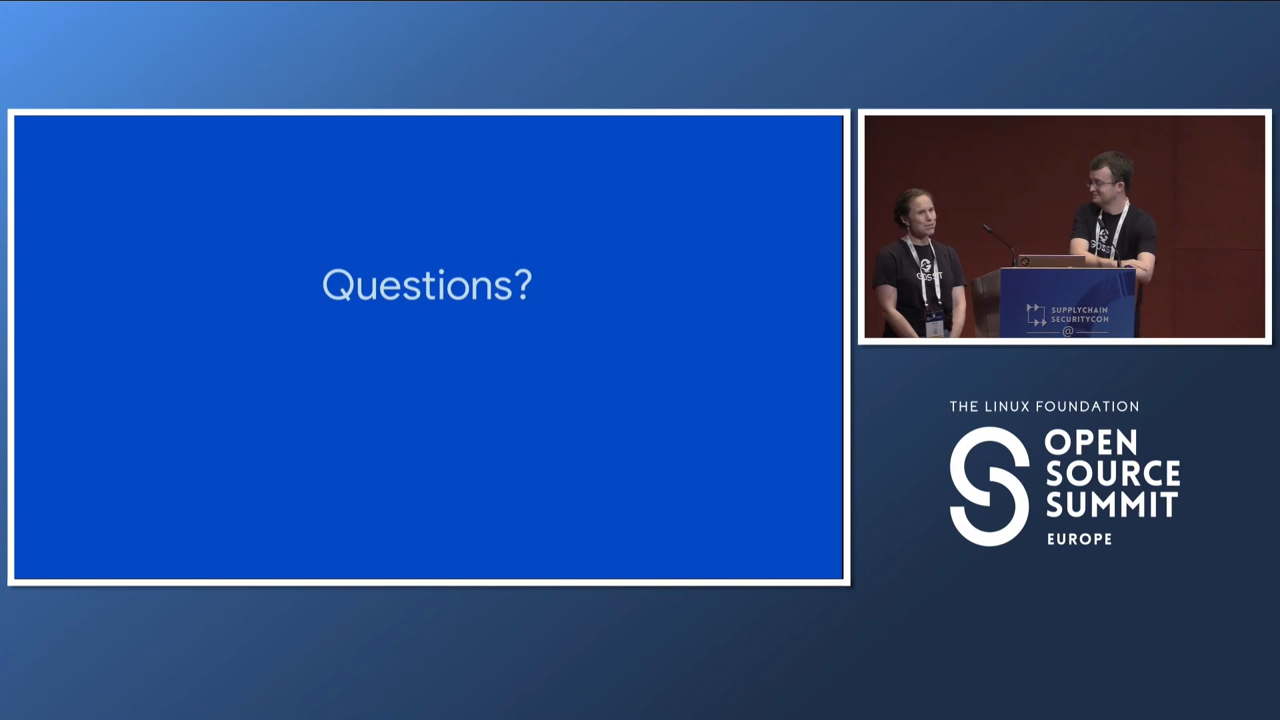 Questions?
SUPPLYCHAIN
SECURITYCON
@
THE LINUX FOUNDATION
OPEN
SOURCE
SUMMIT
EUROPE